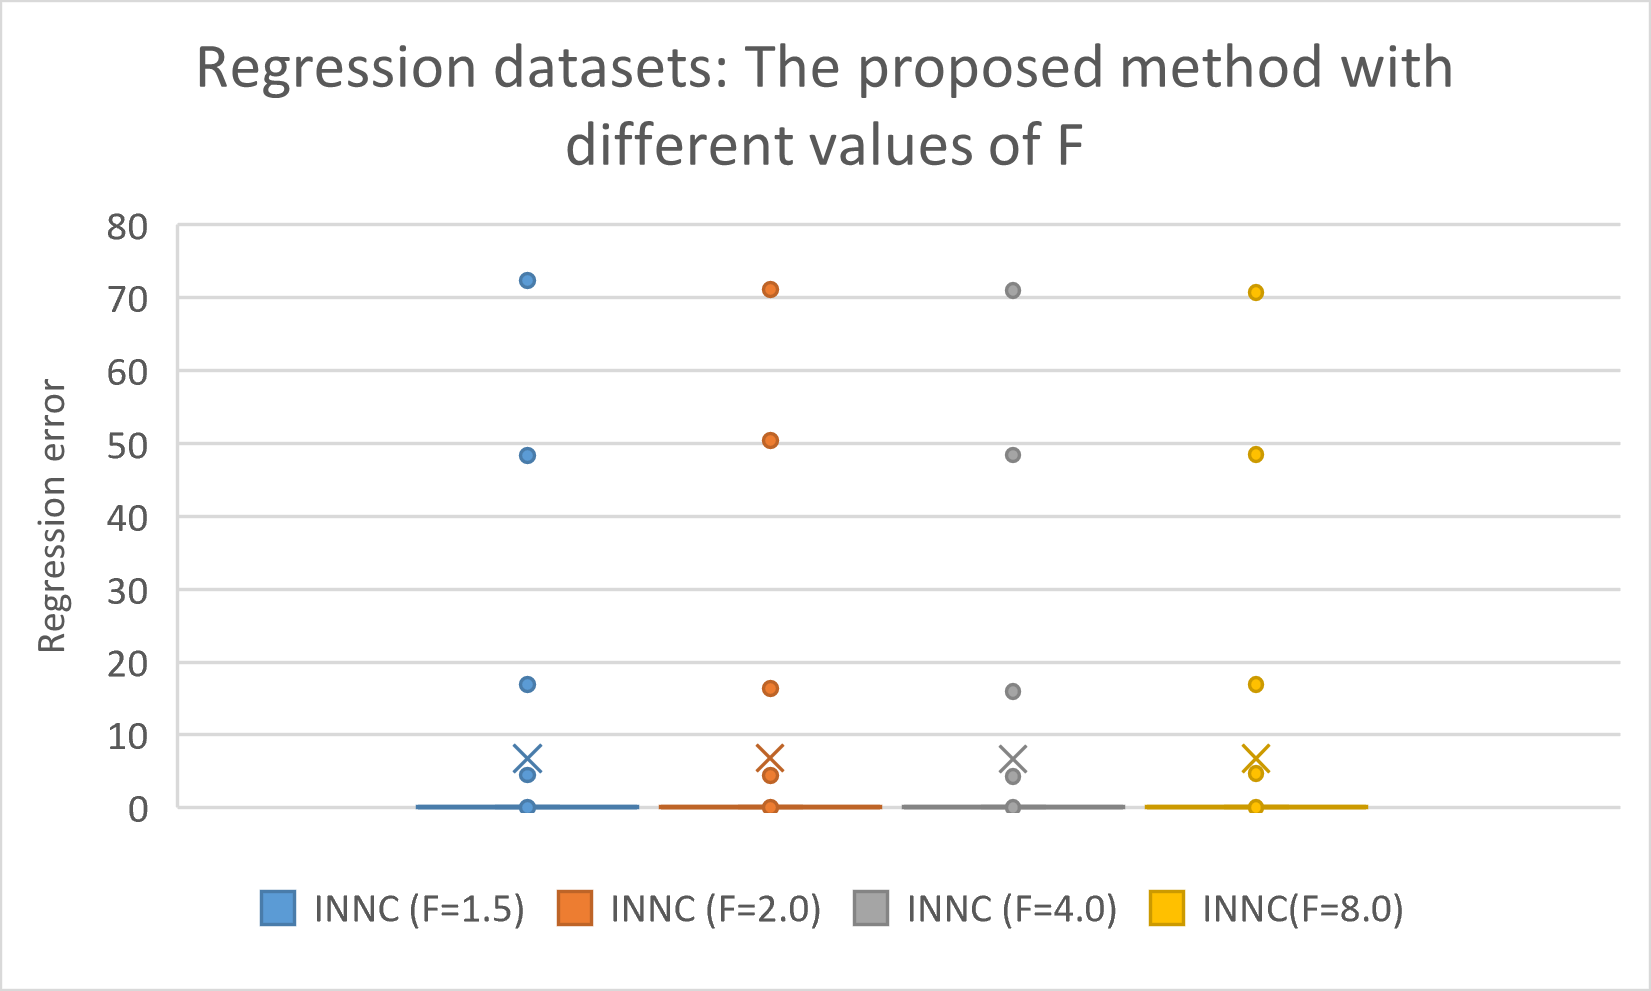 Regression datasets: The proposed method with
different values of F
Regression error
80
70
60
50
40
30
20
10
0
INNC (F=1.5) INNC (F=2.0) INNC (F=4.0) INNC(F=8.0)